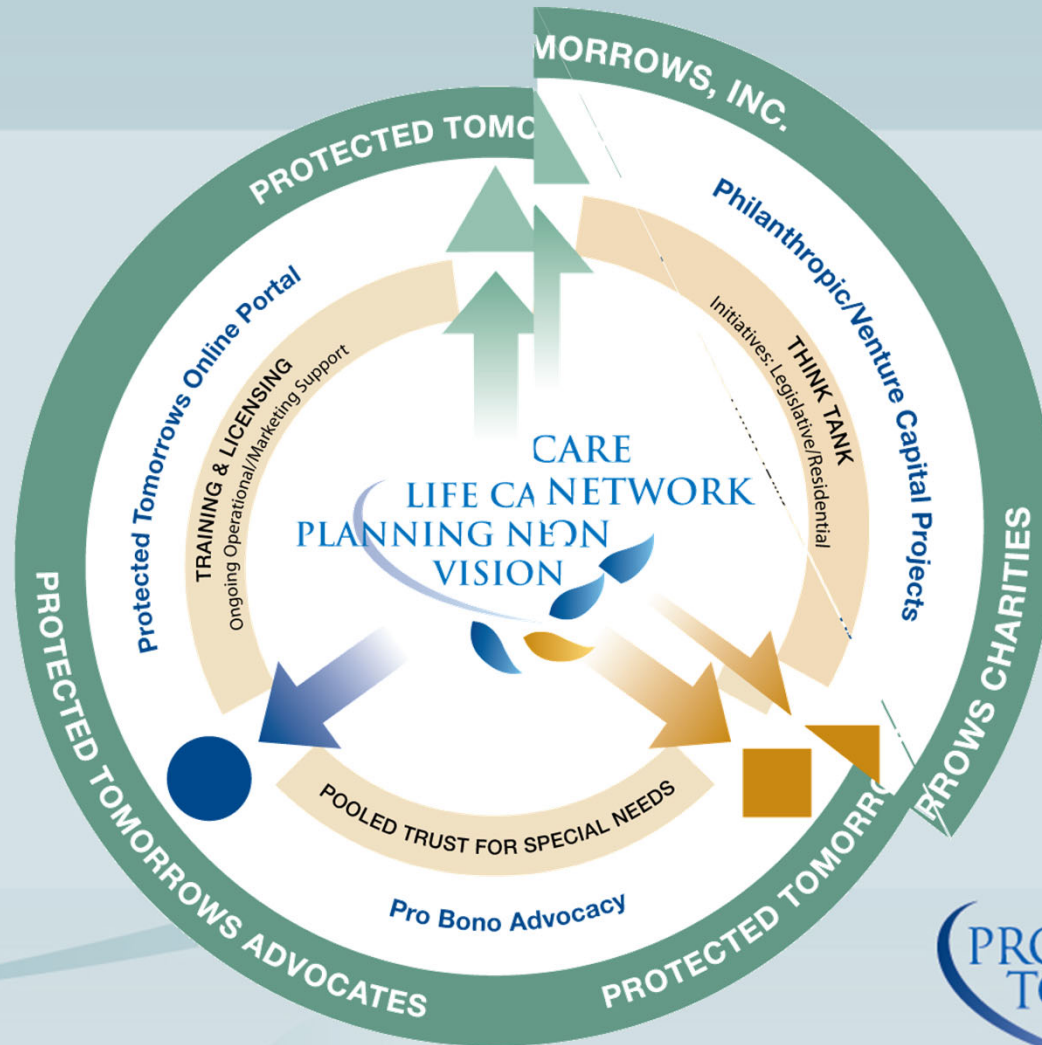 PROTECTED TOMO
MORROWS, INC.
Protected Tomorrows Online Portal
TRAINING & LICENSING
Ongoing Operational/Marketing Support
Philanthropic/Venture Capital Projects
THINK TANK
Initiatives: Legislative/Residential
CARE
LIFE CA NETWORK
PLANNING NE ON
VISION
POOLED TRUST FOR SPECIAL NEEDS
Pro Bono Advocacy
PROTECTED TOMORROWS ADVOCATES
PROTECTED TOMORRO
RROWS CHARITIES
PRO
TO